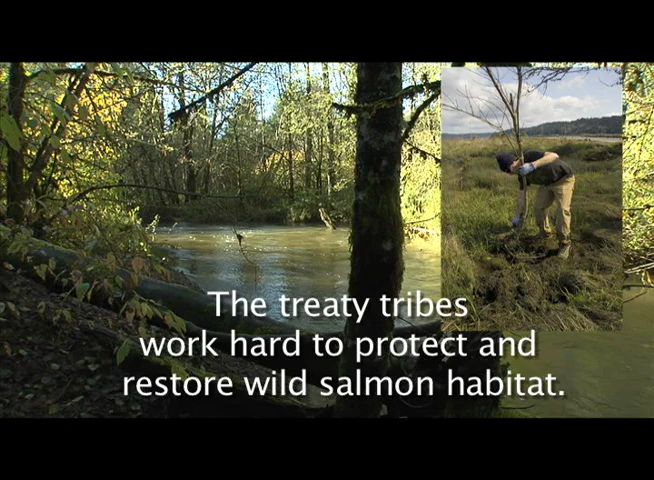 The treaty tribes
work hard to protect and
restore wild salmon habitat.